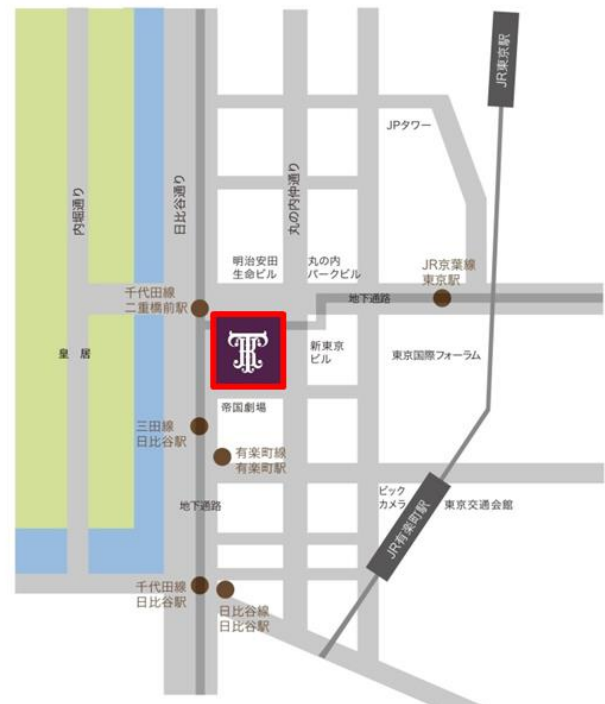 JR東京駅
JPタワー
内堀通り
日比谷通り
丸の内仲通り
明治安田
生命ビル
丸の内
パークビル
JR京葉線
東京駅
千代田線
二重橋前駅
地下通路
皇 居
新東京
ビル
東京国際フォーラム
帝国劇場
三田線
日比谷駅
有楽町線
有楽町駅
地下通路
ビック
カメラ
東京交通会館
JR有楽町駅
千代田線
日比谷駅
日比谷線
日比谷駅